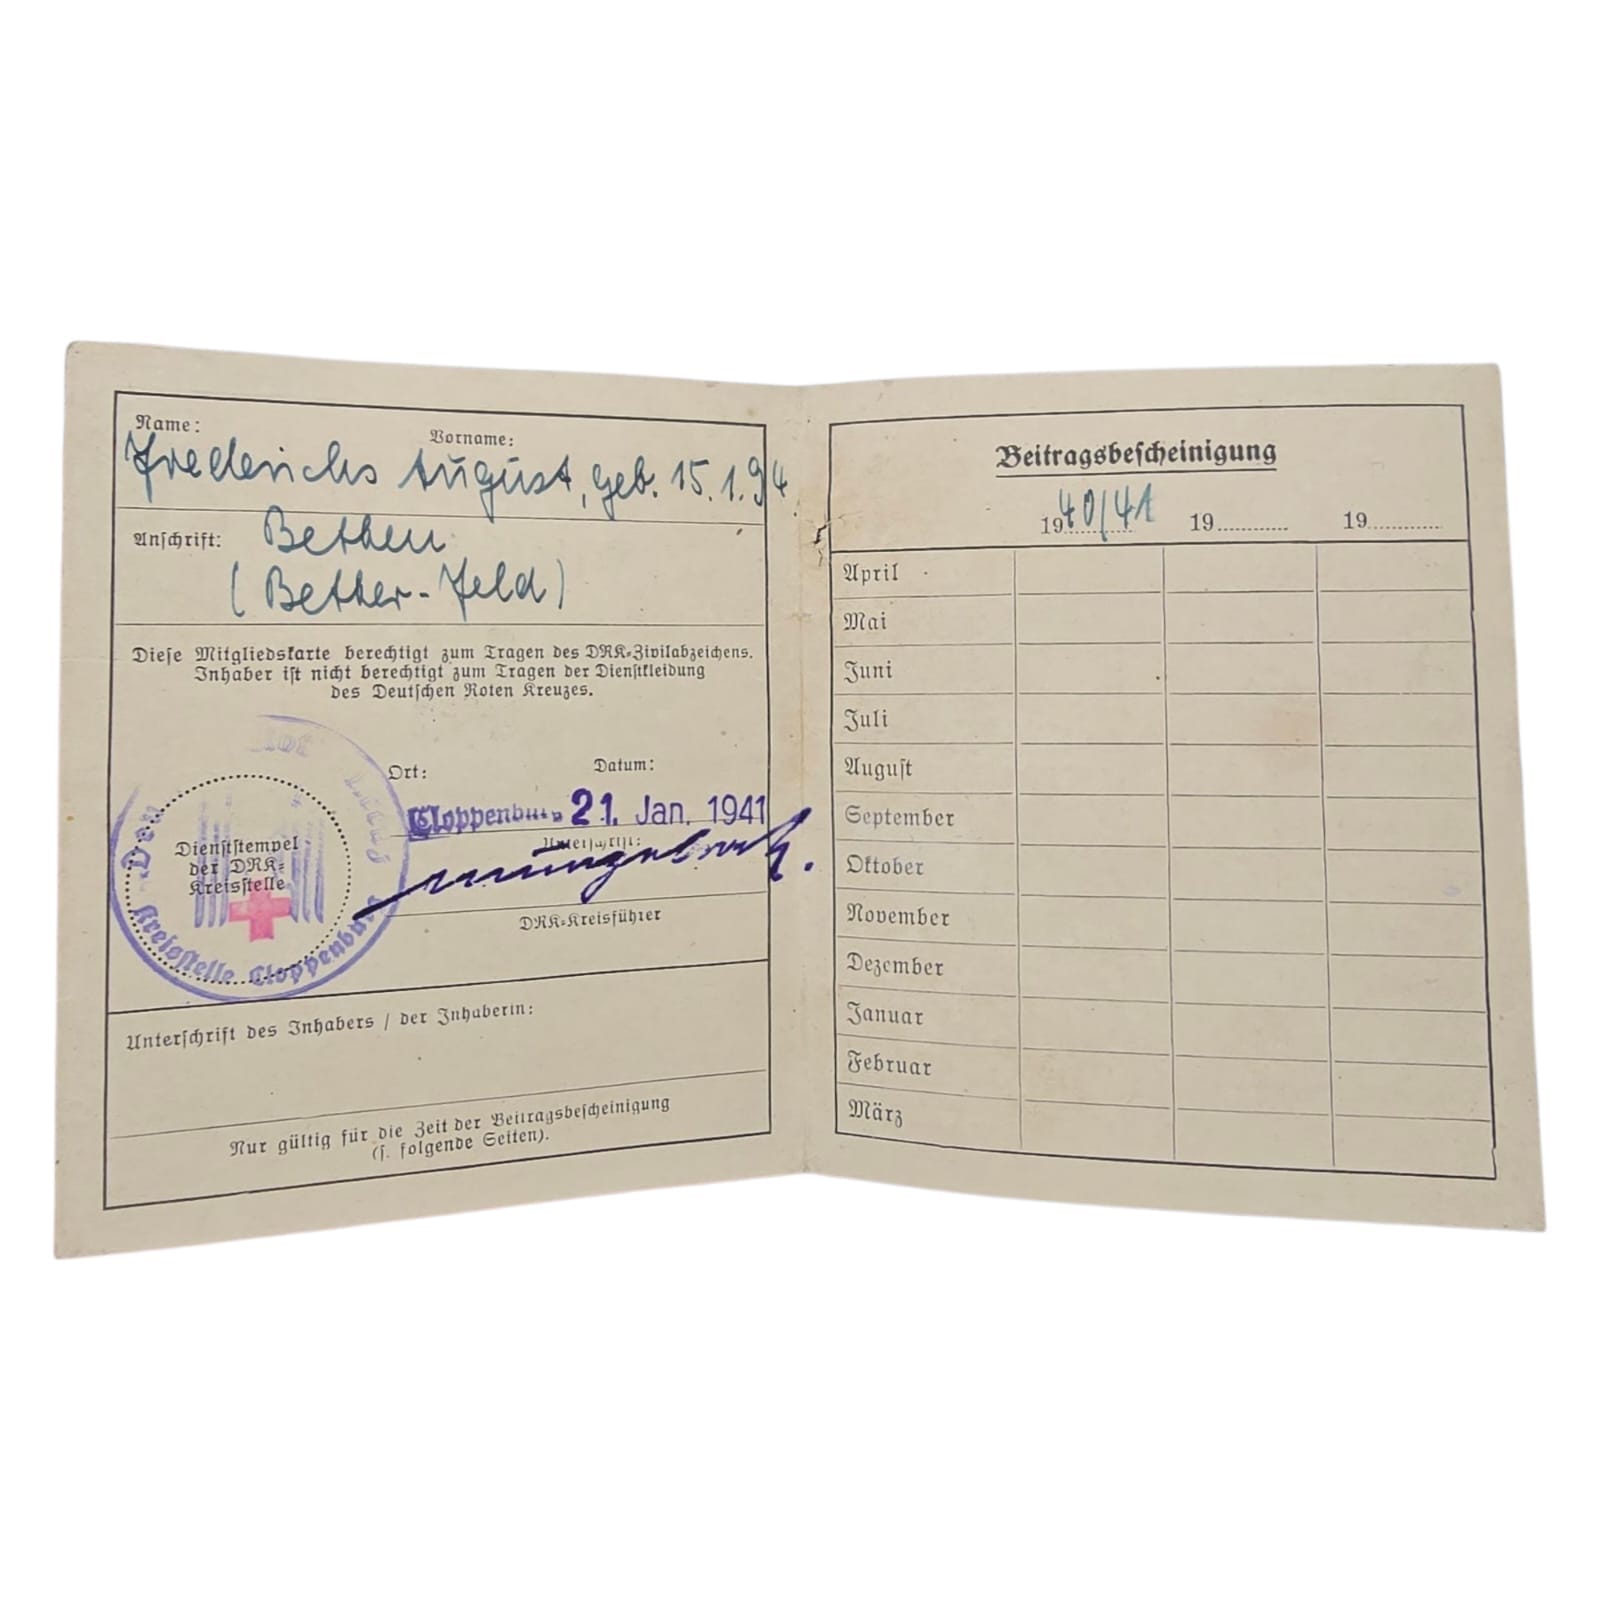 Name: Vorname:
Frederichs August, geb. 15.1.94
Anschrift: Bethen
(Bether-Feld)
Diese Mitgliedskarte berechtigt zum Tragen des DRK-Zivilabzeichens.
Inhaber ist nicht berechtigt zum Tragen der Dienstkleidung
des Deutschen Roten Kreuzes.
Ort: Datum:
Cloppenburg 21. Jan. 1941
Unterschrift:
DRK-Kreisführer
Dienststempel
der DRK-
Kreisstelle
Kreisstelle Cloppenburg
Unterschrift des Inhabers / der Inhaberin:
Nur gültig für die Zeit der Beitragsbescheinigung
(s. folgende Seiten).
Beitragsbescheinigung
1940/41 19 19
April
Mai
Juni
Juli
August
September
Oktober
November
Dezember
Januar
Februar
März